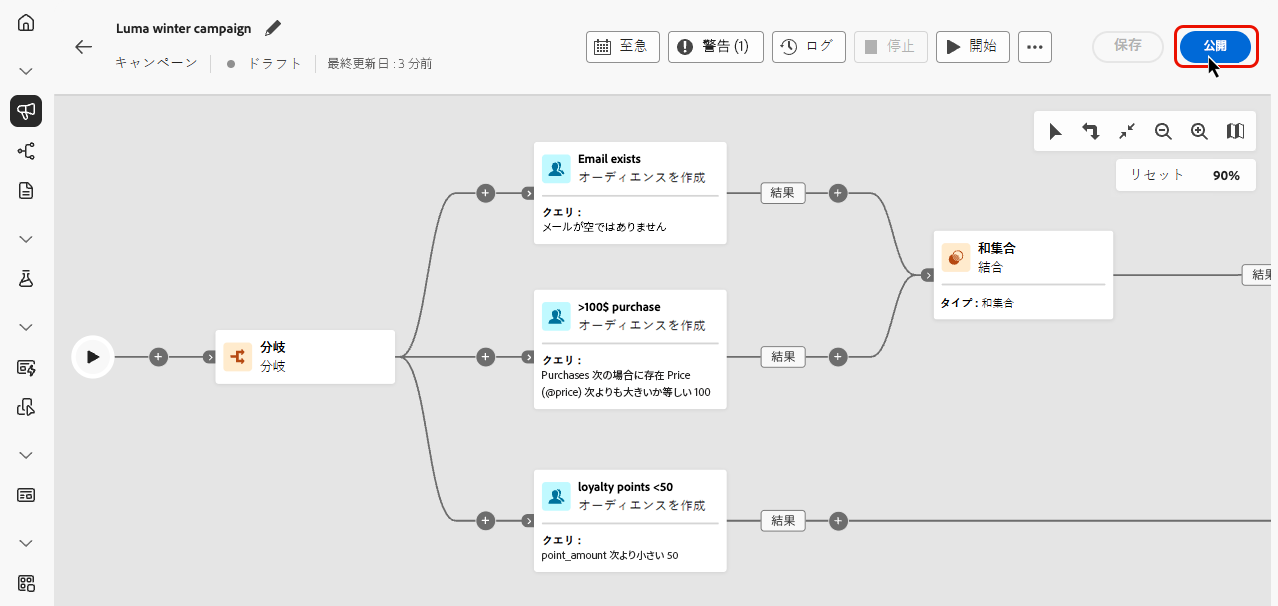 Luma winter campaign
キャンペーン
ドラフト
最終更新日 : 3 分前
至急
警告 (1)
ログ
停止
開始
保存
公開
リセット
90%
Email exists
オーディエンスを作成
クエリ :
メールが空ではありません
結果
和集合
結合
タイプ : 和集合
結果
>100$ purchase
オーディエンスを作成
クエリ :
Purchases 次の場合に存在 Price
(@price) 次よりも大きいか等しい 100
結果
分岐
分岐
loyalty points <50
オーディエンスを作成
クエリ :
point_amount 次より小さい 50
結果